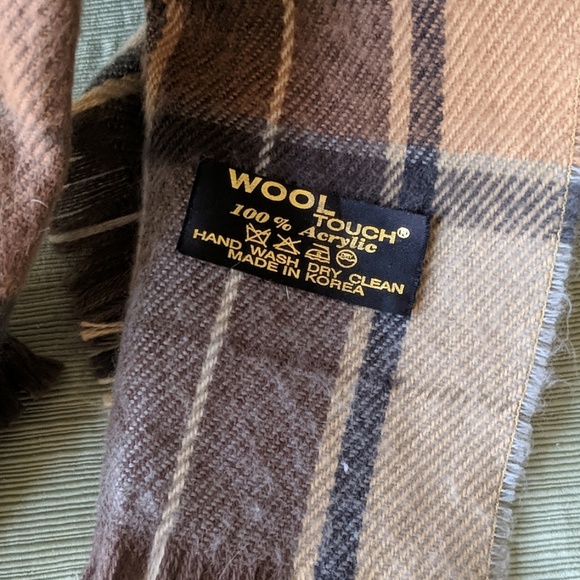 WOOL
TOUCH®
100% Acrylic
HAND WASH DRY CLEAN
MADE IN KOREA